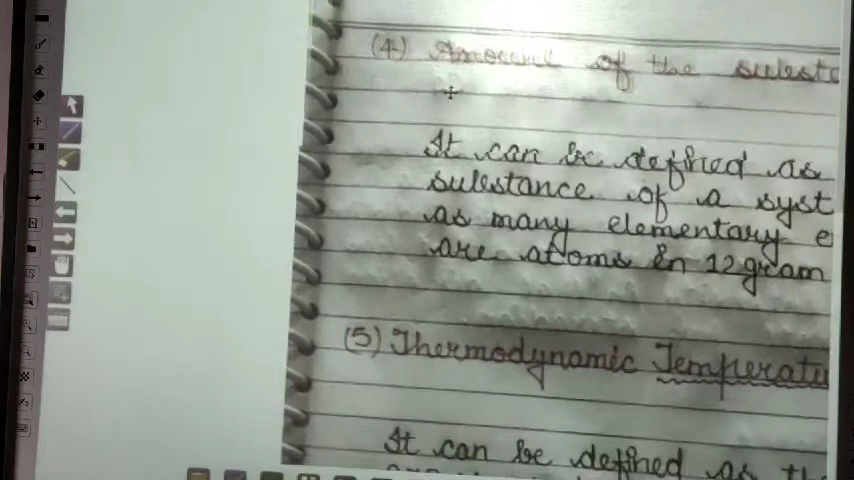 (4) Amount of the subst
It can be defined as
substance of a syst
as many elementary e
are atoms in 12 gram
(5) Thermodynamic Temperatu
It can be defined as th